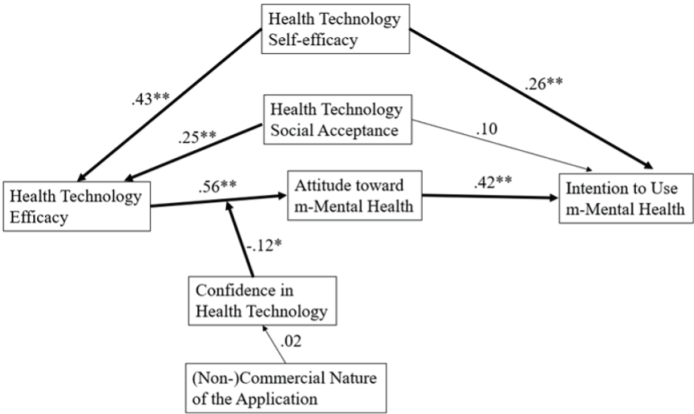 Health Technology
Self-efficacy
.43**
.26**
Health Technology
Social Acceptance
.25**
.10
Health Technology
Efficacy
.56**
Attitude toward
m-Mental Health
.42**
Intention to Use
m-Mental Health
-.12*
Confidence in
Health Technology
.02
(Non-)Commercial Nature
of the Application